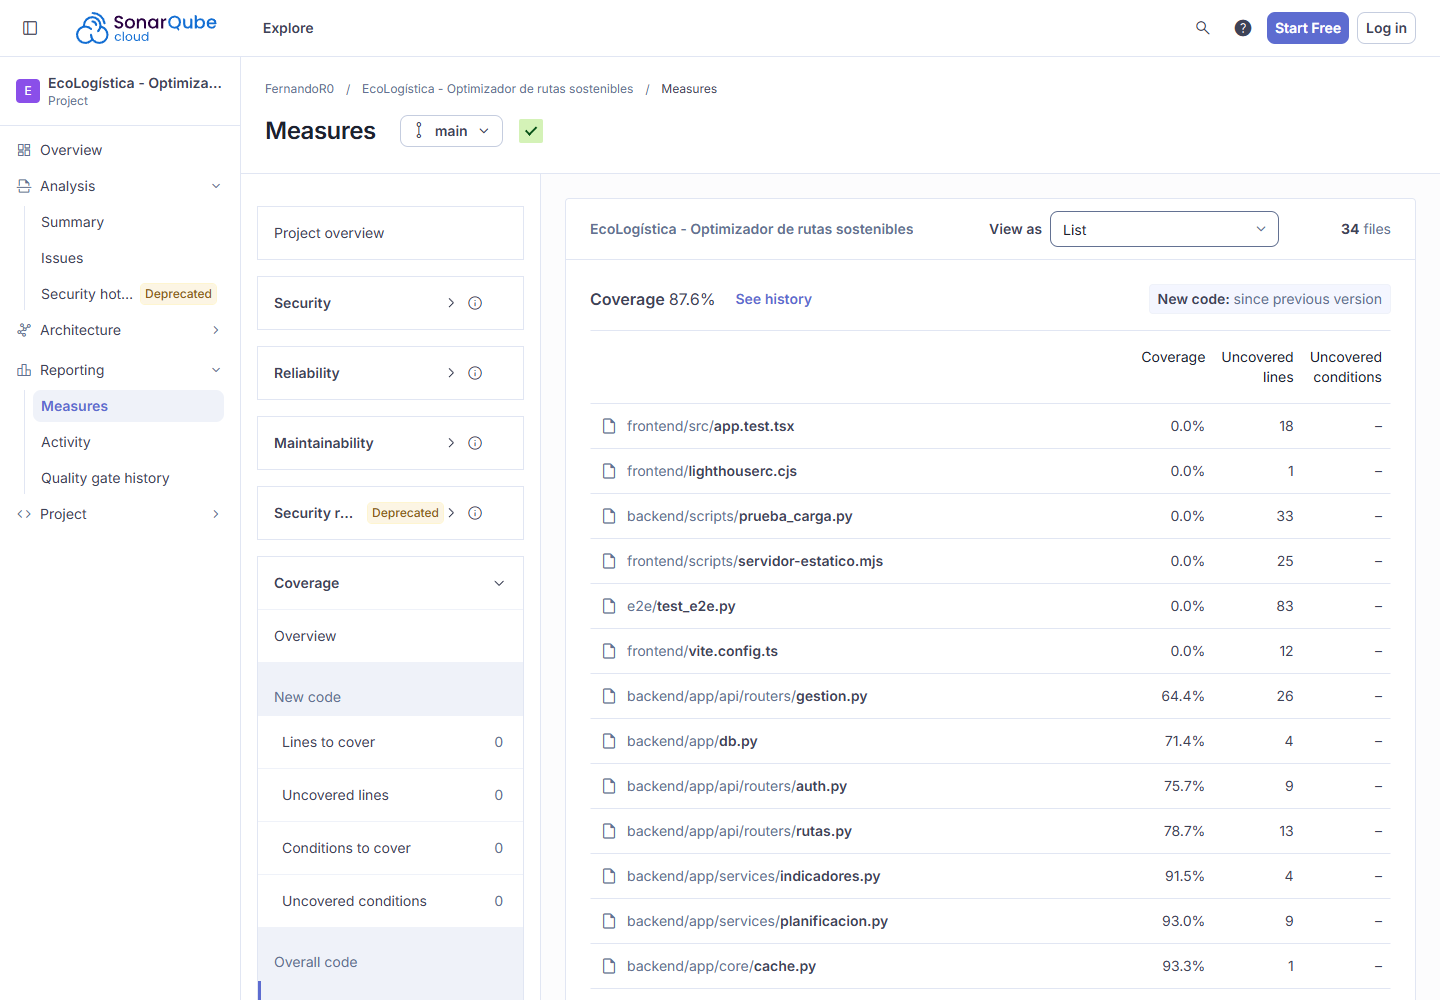 SonarQube cloud
Explore
Start Free
Log in
E
EcoLogística - Optimiza...
Project
Overview
Analysis
Summary
Issues
Security hot... Deprecated
Architecture
Reporting
Measures
Activity
Quality gate history
Project
FernandoR0 / EcoLogística - Optimizador de rutas sostenibles / Measures
Measures
main
Project overview
Security
Reliability
Maintainability
Security r... Deprecated
Coverage
Overview
New code
Lines to cover 0
Uncovered lines 0
Conditions to cover 0
Uncovered conditions 0
Overall code
EcoLogística - Optimizador de rutas sostenibles
View as List
34 files
Coverage 87.6% See history
New code: since previous version
Coverage Uncovered lines Uncovered conditions
frontend/src/app.test.tsx 0.0% 18 –
frontend/lighthouserc.cjs 0.0% 1 –
backend/scripts/prueba_carga.py 0.0% 33 –
frontend/scripts/servidor-estatico.mjs 0.0% 25 –
e2e/test_e2e.py 0.0% 83 –
frontend/vite.config.ts 0.0% 12 –
backend/app/api/routers/gestion.py 64.4% 26 –
backend/app/db.py 71.4% 4 –
backend/app/api/routers/auth.py 75.7% 9 –
backend/app/api/routers/rutas.py 78.7% 13 –
backend/app/services/indicadores.py 91.5% 4 –
backend/app/services/planificacion.py 93.0% 9 –
backend/app/core/cache.py 93.3% 1 –